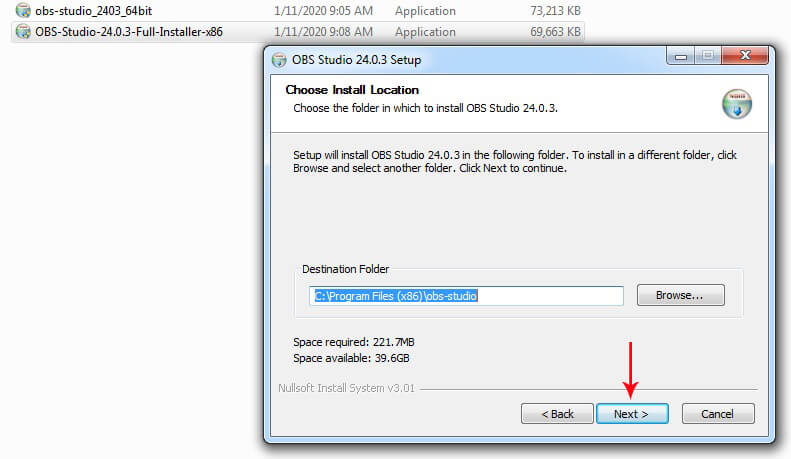 obs-studio_2403_64bit 1/11/2020 9:05 AM Application 73,213 KB
OBS-Studio-24.0.3-Full-Installer-x86 1/11/2020 9:08 AM Application 69,663 KB
OBS Studio 24.0.3 Setup
Choose Install Location
Choose the folder in which to install OBS Studio 24.0.3.
Setup will install OBS Studio 24.0.3 in the following folder. To install in a different folder, click
Browse and select another folder. Click Next to continue.
Destination Folder
C:\Program Files (x86)\obs-studio
Browse...
Space required: 221.7MB
Space available: 39.6GB
Nullsoft Install System v3.01
< Back Next > Cancel